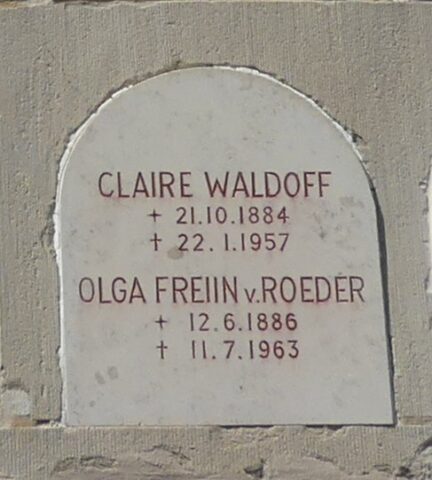 CLAIRE WALDOFF
+ 21.10.1884
† 22.1.1957
OLGA FREIIN v. ROEDER
+ 12.6.1886
† 11.7.1963